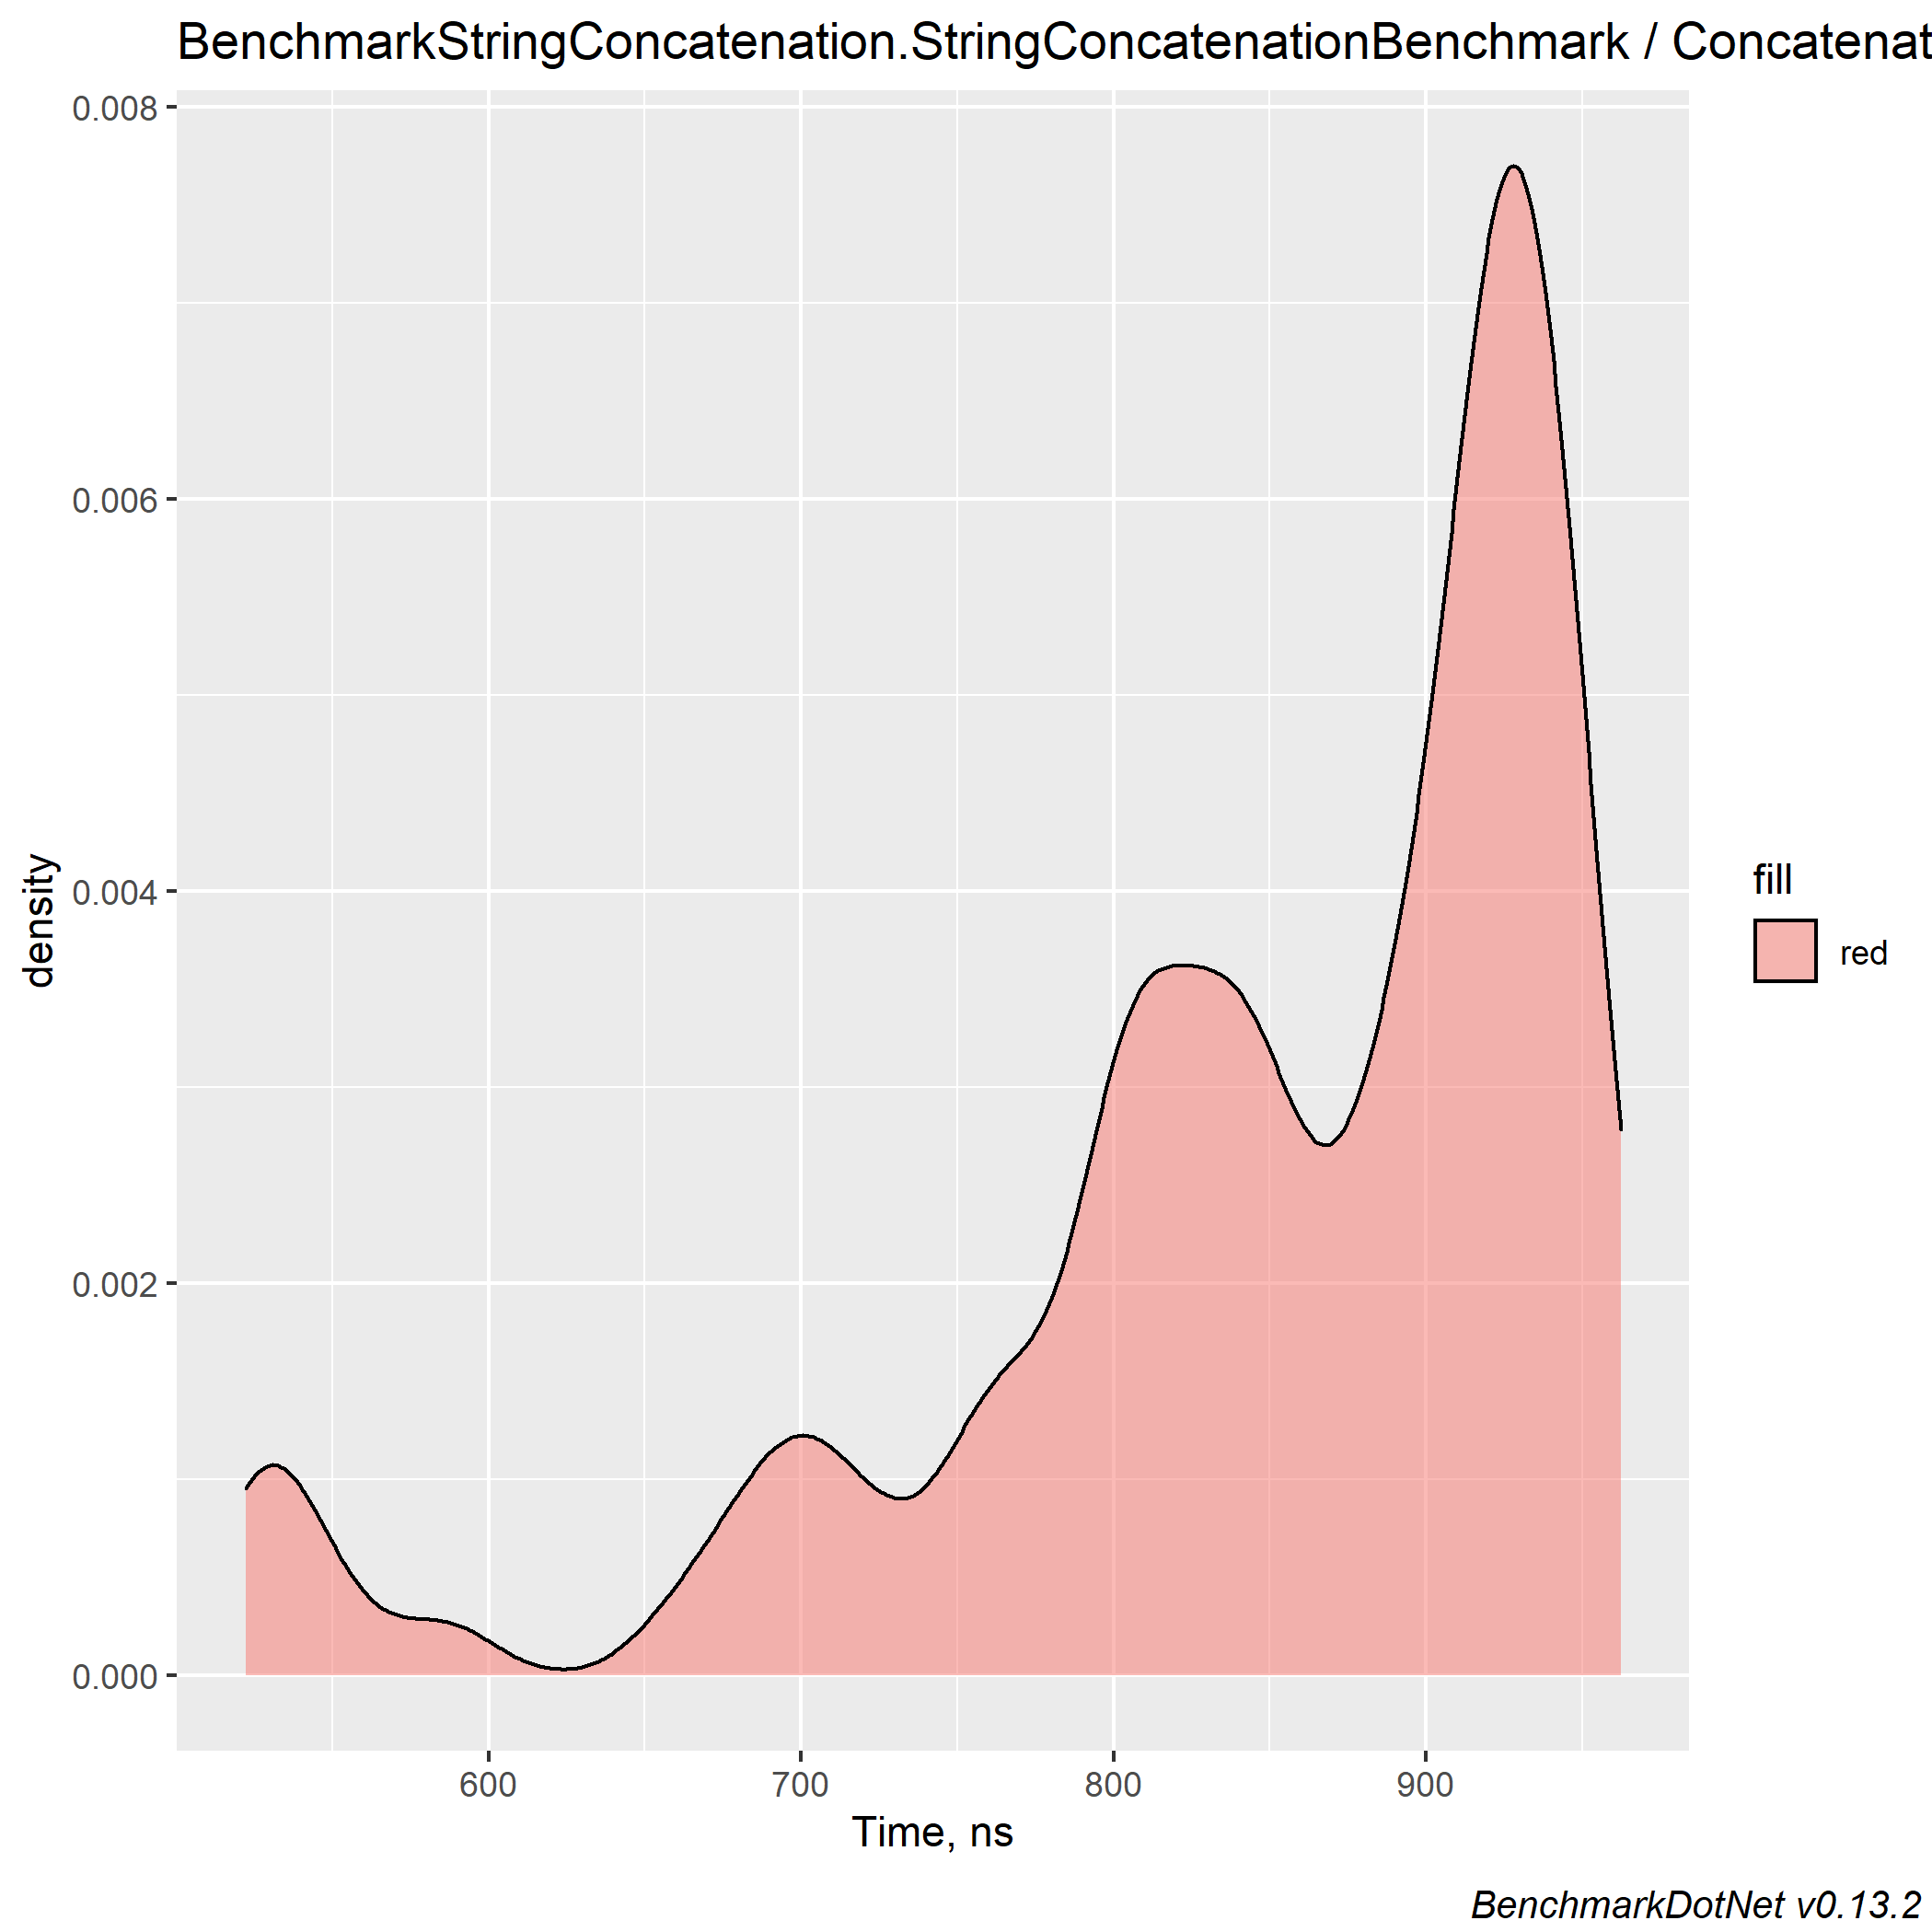 BenchmarkStringConcatenation.StringConcatenationBenchmark / Concatenat
0.008
0.006
0.004
0.002
0.000
density
600 700 800 900
Time, ns
fill
red
BenchmarkDotNet v0.13.2